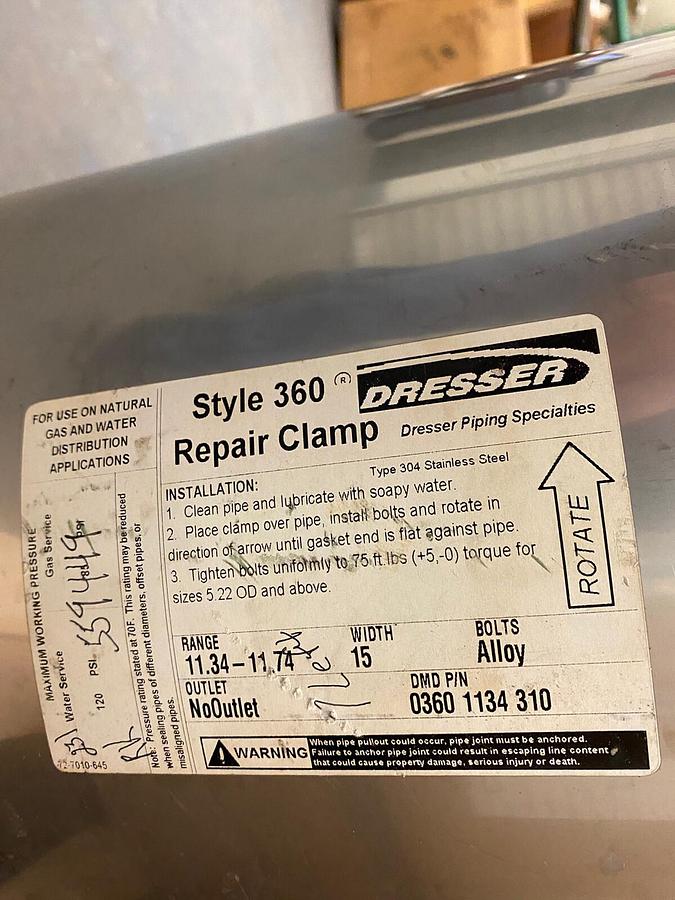 FOR USE ON NATURAL
GAS AND WATER
DISTRIBUTION
APPLICATIONS
MAXIMUM WORKING PRESSURE
Gas Service
Water Service
120 PSI
Note: Pressure rating stated at 70F. This rating may be reduced
when sealing pipes of different diameters, offset pipes, or
misaligned pipes.
72-7010-645
Style 360 ®
Repair Clamp
DRESSER
Dresser Piping Specialties
Type 304 Stainless Steel
INSTALLATION:
1. Clean pipe and lubricate with soapy water.
2. Place clamp over pipe, install bolts and rotate in
direction of arrow until gasket end is flat against pipe.
3. Tighten bolts uniformly to 75 ft.lbs (+5,-0) torque for
sizes 5.22 OD and above.
ROTATE
RANGE WIDTH BOLTS
11.34-11.74 15 Alloy
OUTLET DMD P/N
NoOutlet 0360 1134 310
WARNING
When pipe pullout could occur, pipe joint must be anchored.
Failure to anchor pipe joint could result in escaping line content
that could cause property damage, serious injury or death.